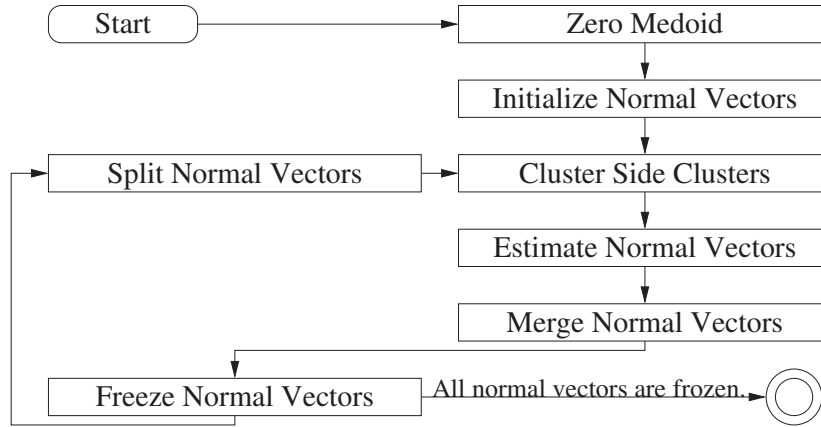 Start
Zero Medoid
Initialize Normal Vectors
Split Normal Vectors
Cluster Side Clusters
Estimate Normal Vectors
Merge Normal Vectors
Freeze Normal Vectors
All normal vectors are frozen.